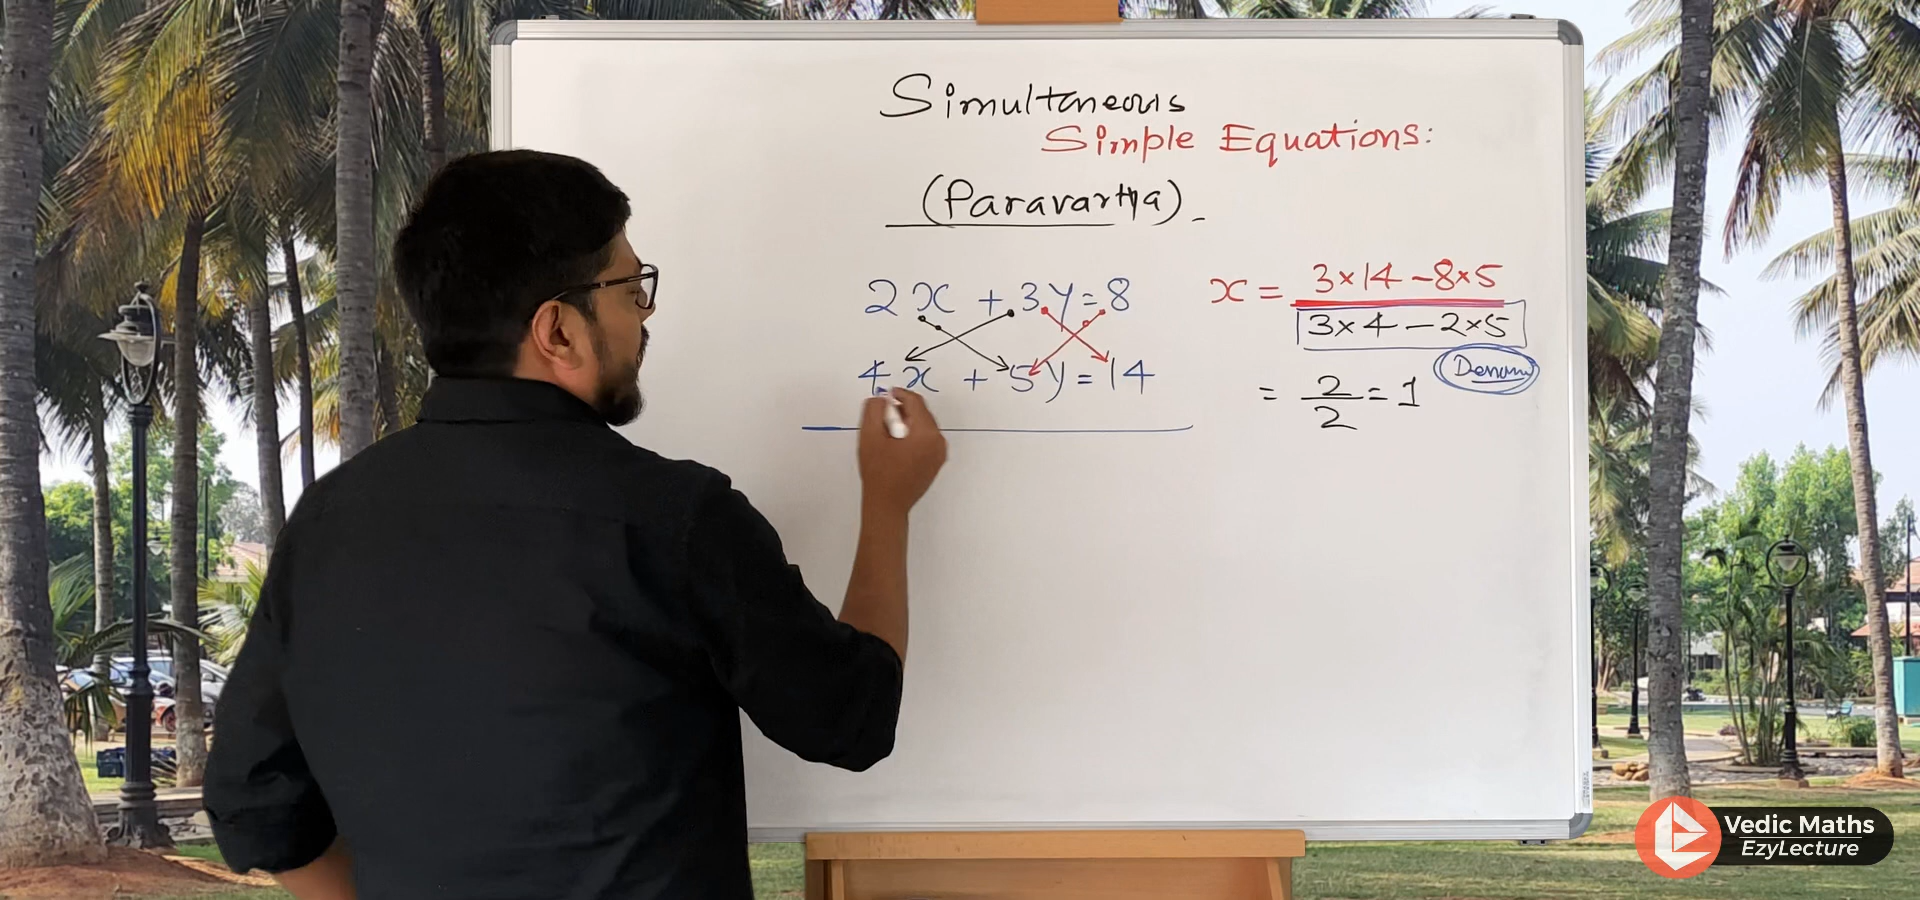 Simultaneous
Simple Equations:
(Paravartya)
2x + 3y = 8
4x + 5y = 14
x = 3×14 - 8×5
3×4 - 2×5
Denom
= 2/2 = 1
Vedic Maths
EzyLecture